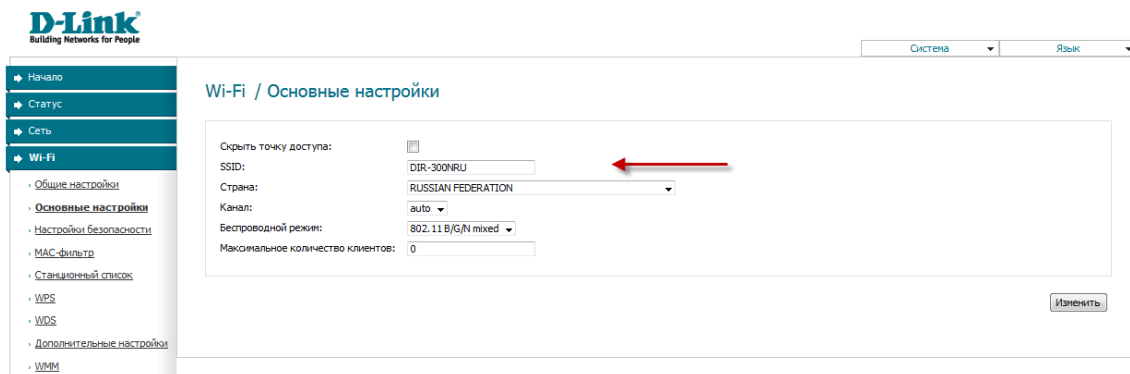 D-Link
Building Networks for People
Система
Язык
Начало
Статус
Сеть
Wi-Fi
Общие настройки
Основные настройки
Настройки безопасности
MAC-фильтр
Станционный список
WPS
WDS
Дополнительные настройки
WMM
Wi-Fi / Основные настройки
Скрыть точку доступа:
SSID: DIR-300NRU
Страна: RUSSIAN FEDERATION
Канал: auto
Беспроводной режим: 802.11 B/G/N mixed
Максимальное количество клиентов: 0
Изменить